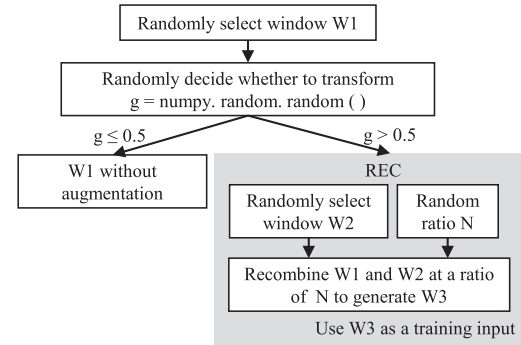 Randomly select window W1
Randomly decide whether to transform
g = numpy. random. random ( )
g ≤ 0.5
g > 0.5
W1 without
augmentation
REC
Randomly select
window W2
Random
ratio N
Recombine W1 and W2 at a ratio
of N to generate W3
Use W3 as a training input